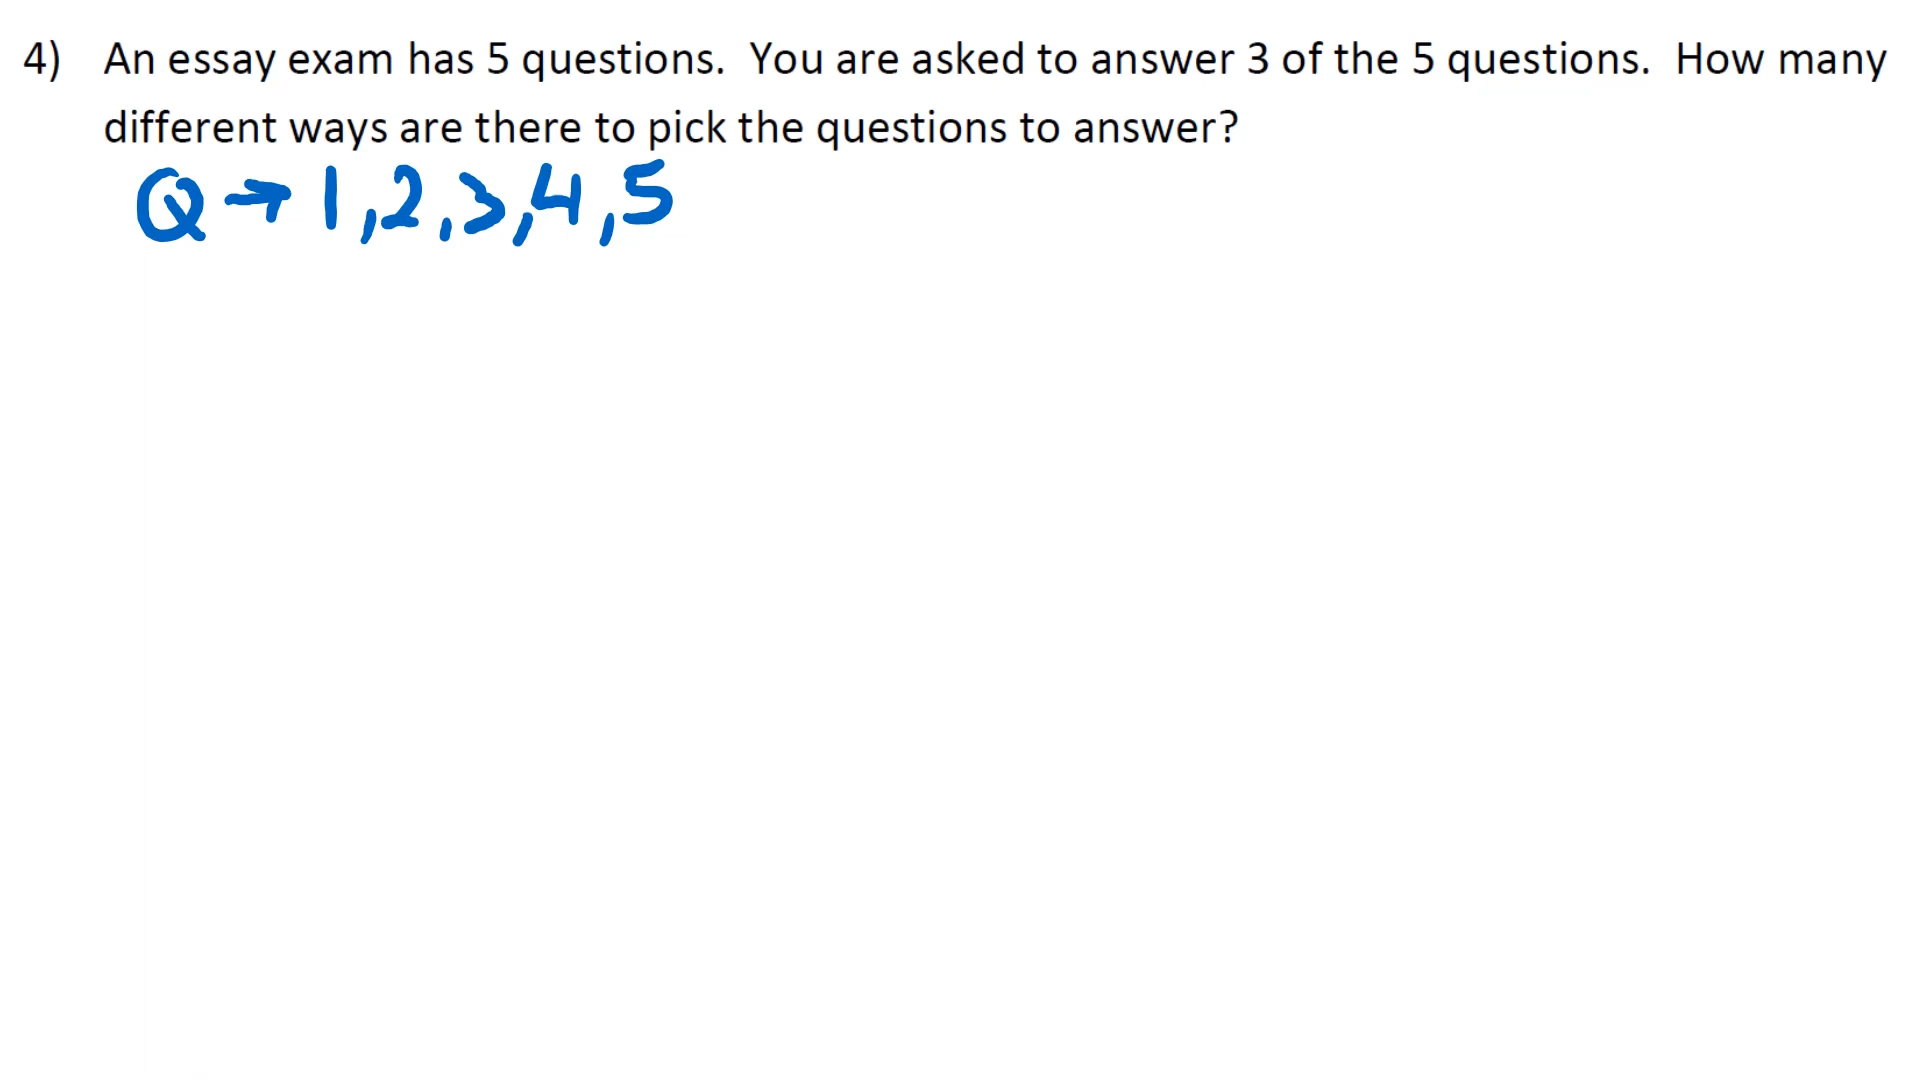 4) An essay exam has 5 questions. You are asked to answer 3 of the 5 questions. How many
different ways are there to pick the questions to answer?
Q → 1, 2, 3, 4, 5